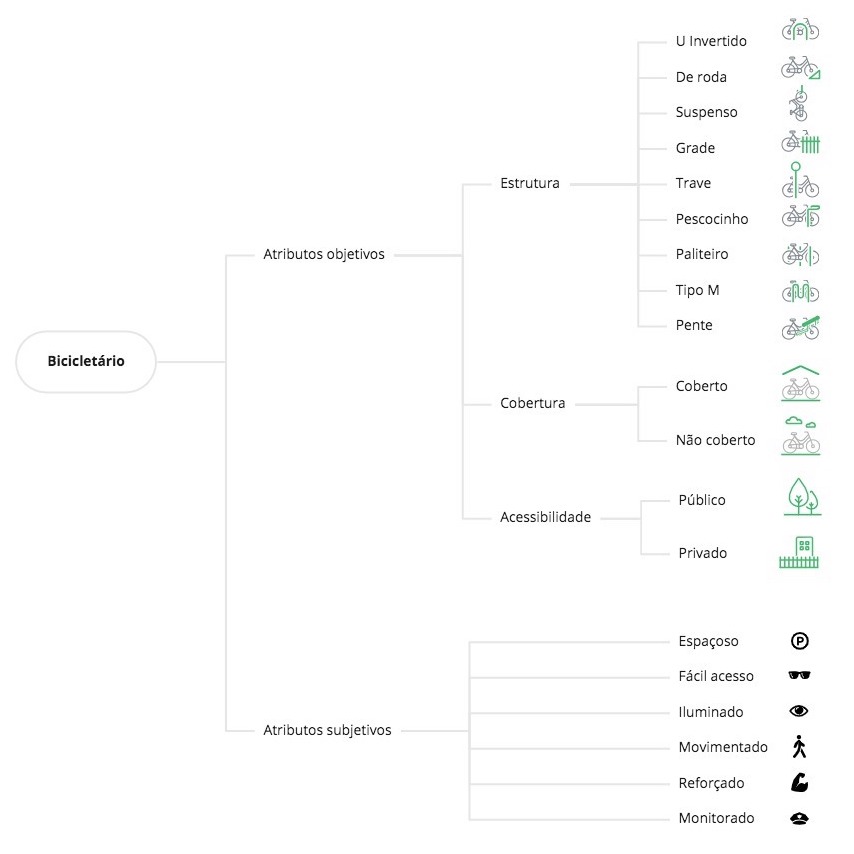 U Invertido
De roda
Suspenso
Grade
Estrutura
Trave
Pescocinho
Atributos objetivos
Paliteiro
Tipo M
Pente
Bicicletário
Coberto
Cobertura
Não coberto
Público
Acessibilidade
Privado
Espaçoso
P
Fácil acesso
Iluminado
Atributos subjetivos
Movimentado
Reforçado
Monitorado